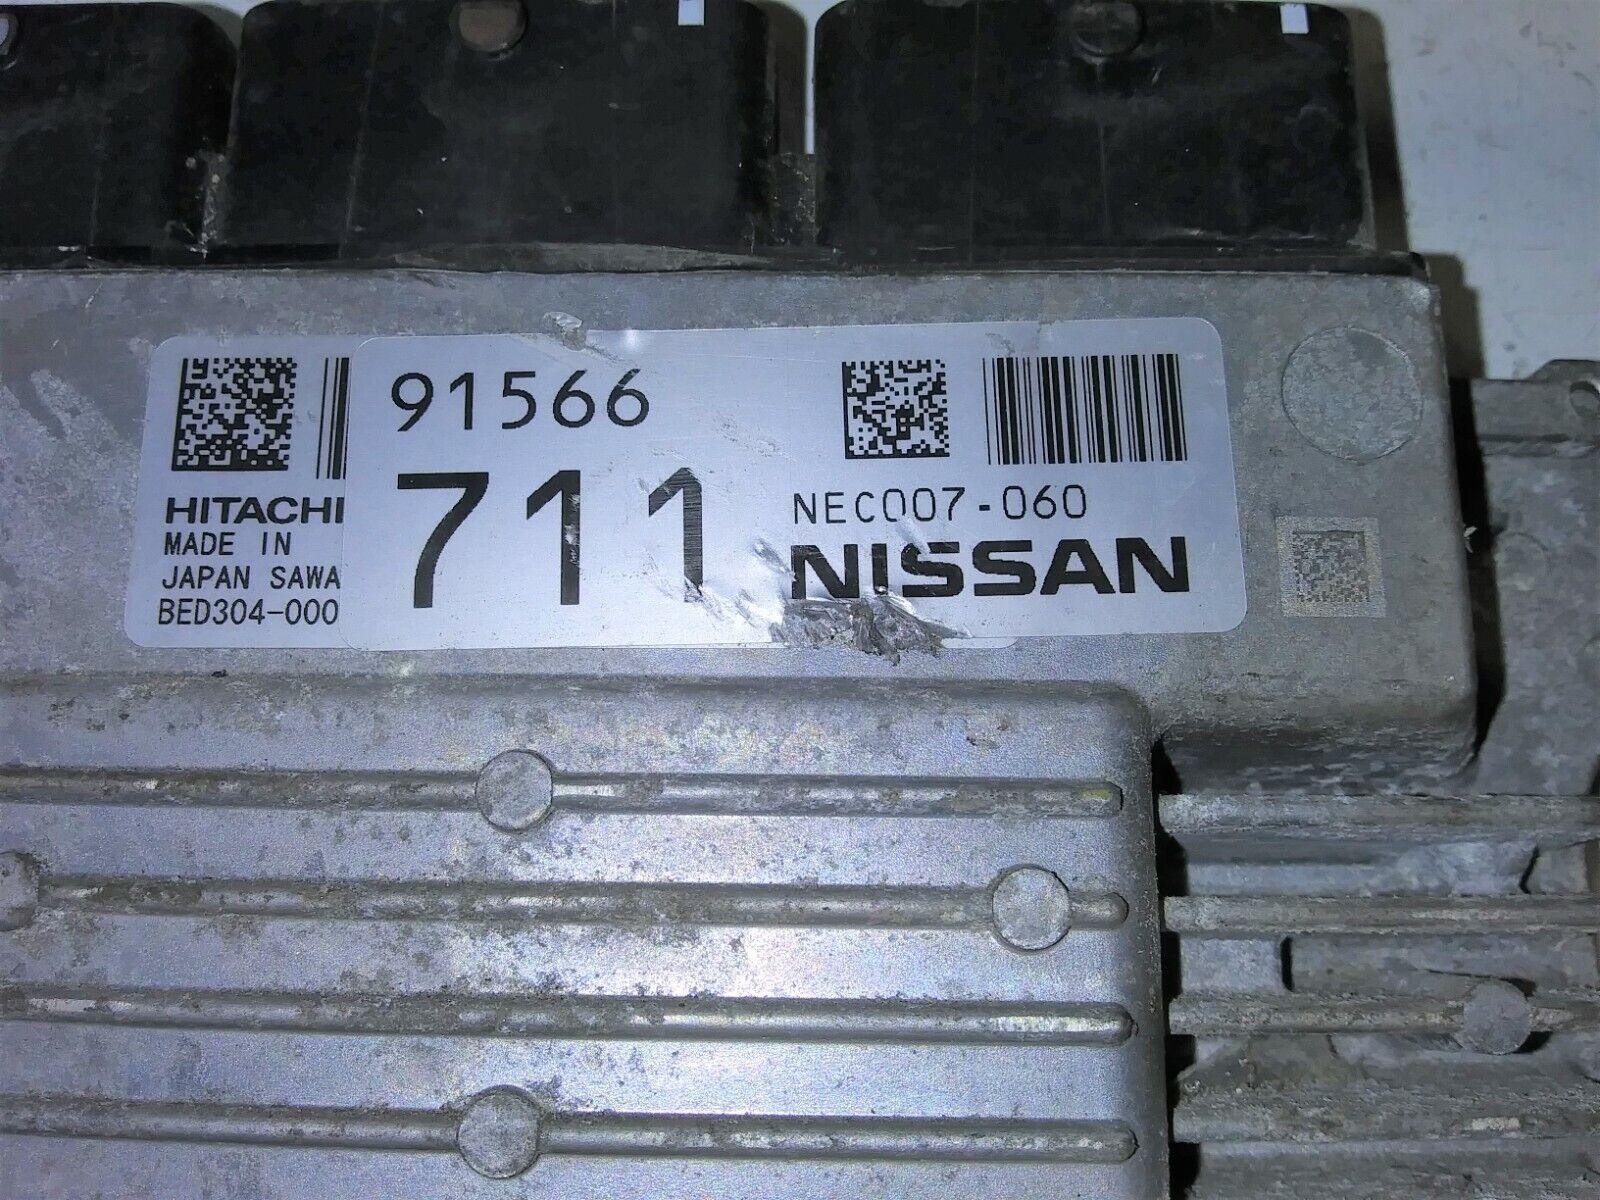 91566
711
NEC007-060
NISSAN
HITACHI
MADE IN
JAPAN SAWA
BED304-000